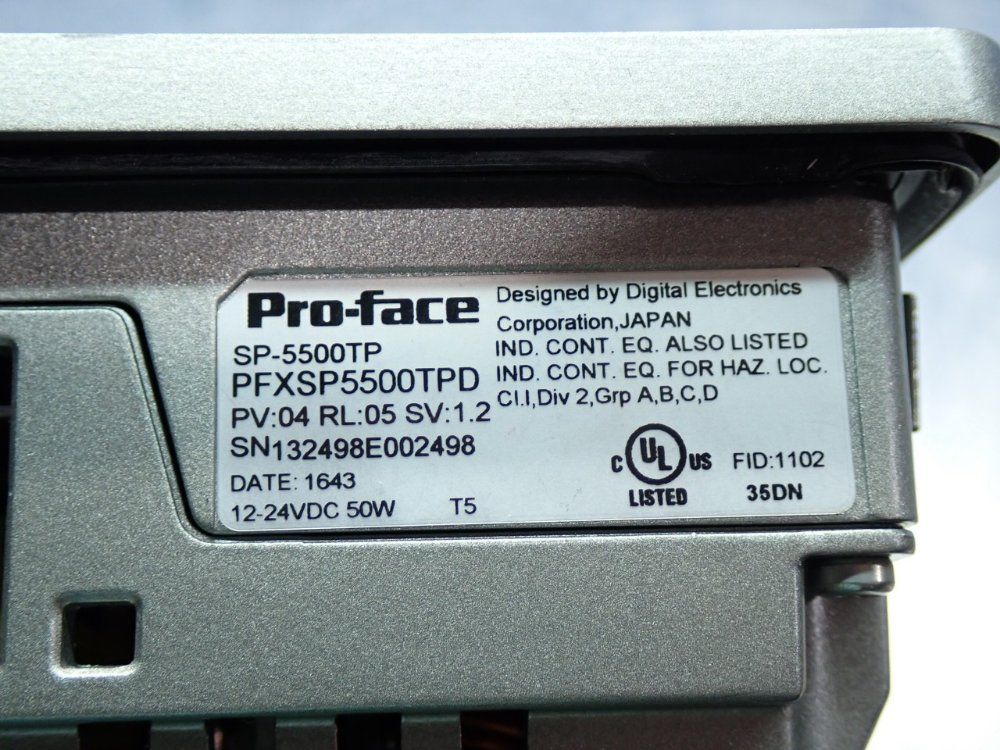 Pro-face
SP-5500TP
PFXSP5500TPD
PV:04 RL:05 SV:1.2
SN132498E002498
DATE: 1643
12-24VDC 50W T5
Designed by Digital Electronics
Corporation,JAPAN
IND. CONT. EQ. ALSO LISTED
IND. CONT. EQ. FOR HAZ. LOC.
Cl.I,Div 2,Grp A,B,C,D
C UL US
LISTED
FID:1102
35DN